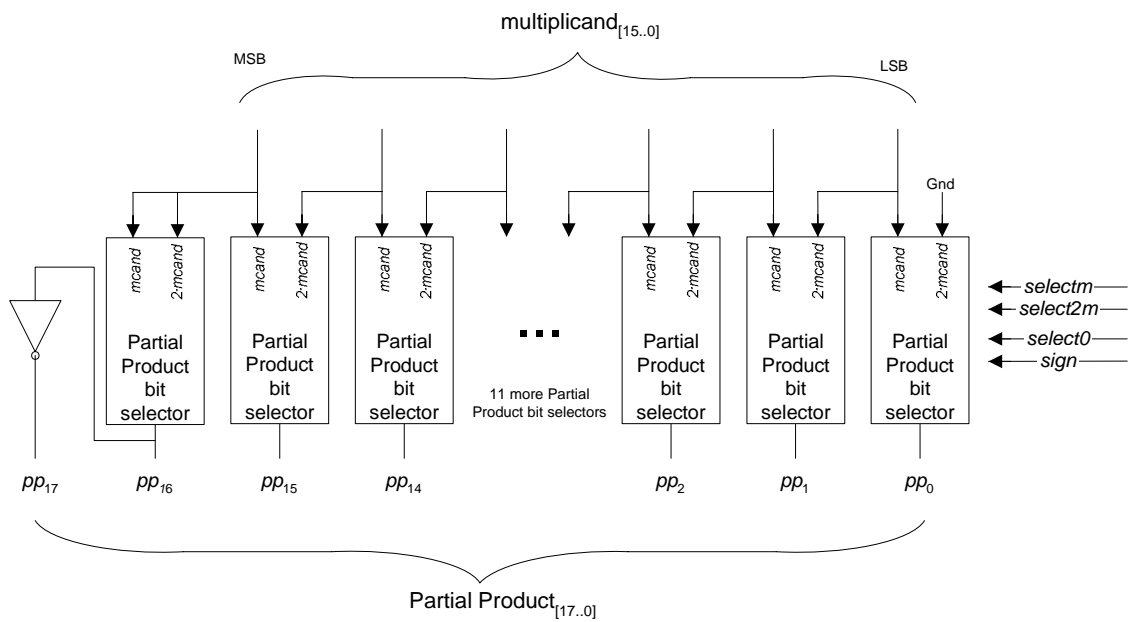 multiplicand[15..0]
MSB
LSB
Gnd
mcand
2·mcand
mcand
2·mcand
mcand
2·mcand
mcand
2·mcand
mcand
2·mcand
mcand
2·mcand
selectm
select2m
select0
sign
Partial
Product
bit
selector
Partial
Product
bit
selector
Partial
Product
bit
selector
11 more Partial
Product bit selectors
Partial
Product
bit
selector
Partial
Product
bit
selector
Partial
Product
bit
selector
pp17
pp16
pp15
pp14
pp2
pp1
pp0
Partial Product[17..0]